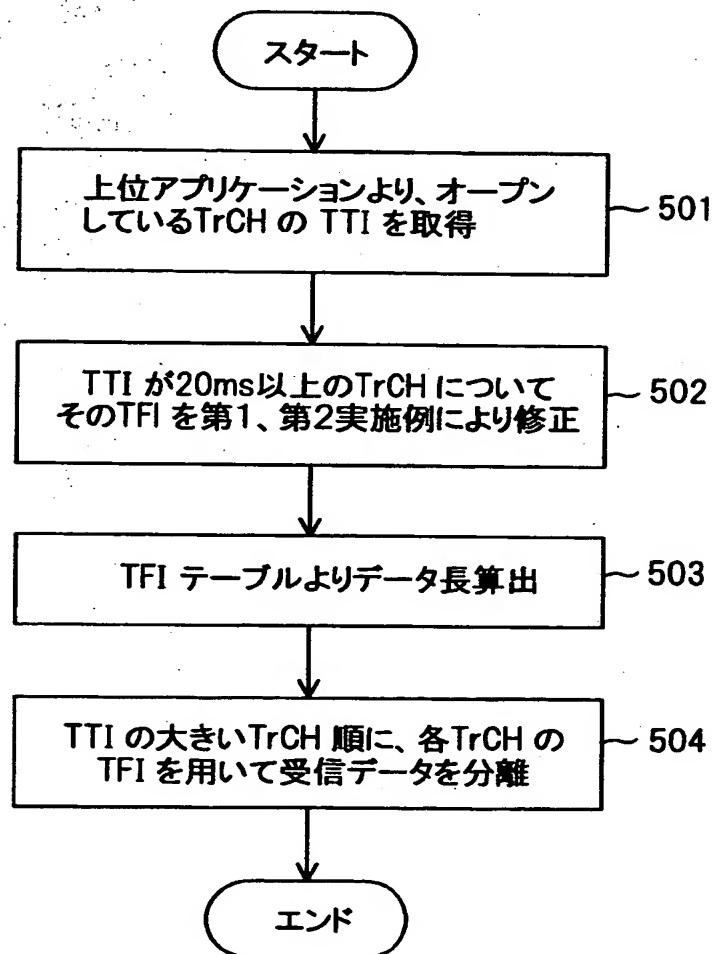 スタート
上位アプリケーションより、オープン
しているTrCH の TTI を取得
501
TTI が20ms以上のTrCH について
そのTFI を第1、第2実施例により修正
502
TFI テーブルよりデータ長算出
503
TTI の大きいTrCH 順に、各TrCH の
TFI を用いて受信データを分離
504
エンド